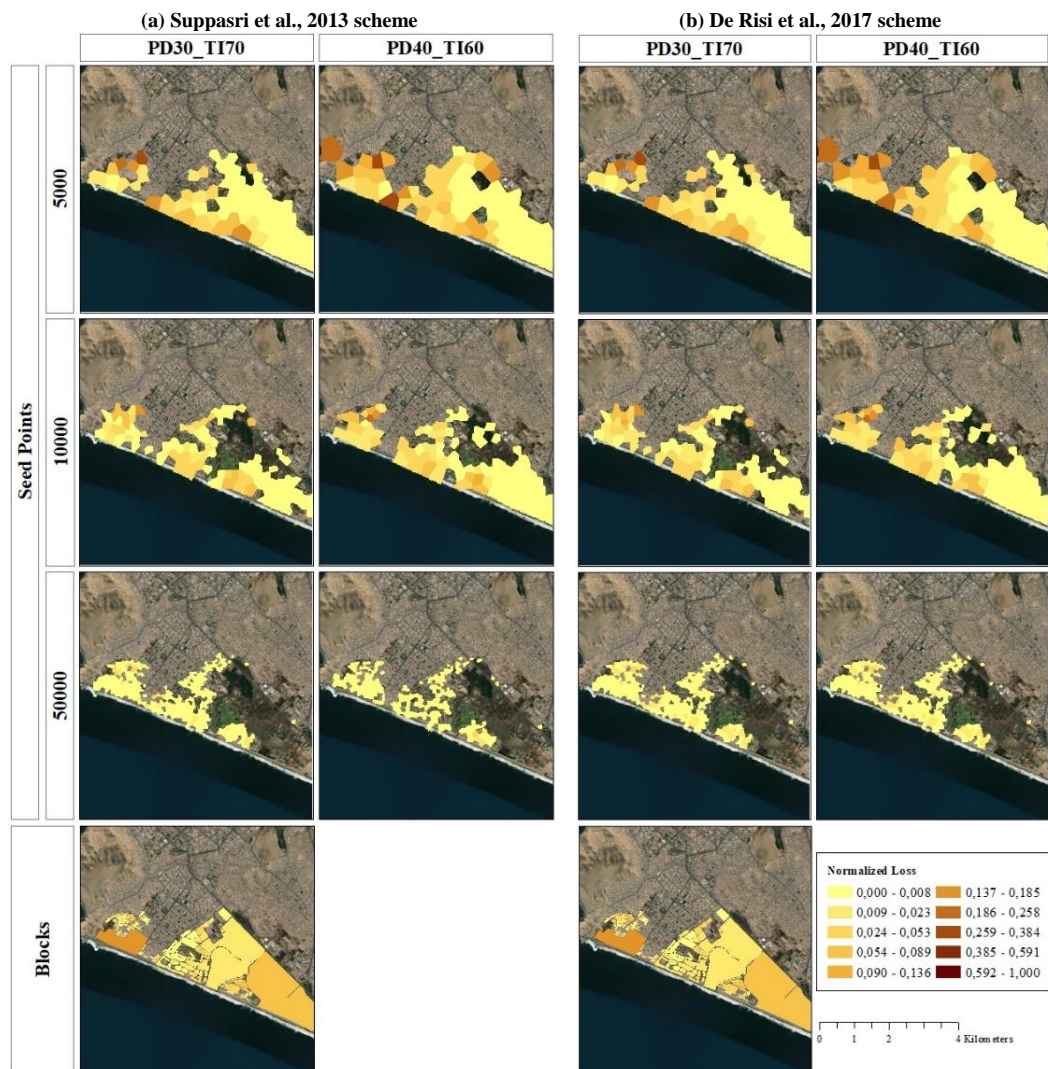 (a) Suppasri et al., 2013 scheme
(b) De Risi et al., 2017 scheme
PD30_TI70
PD40_TI60
PD30_TI70
PD40_TI60
Seed Points
5000
10000
50000
Blocks
Normalized Loss
0,000 - 0,008
0,009 - 0,023
0,024 - 0,053
0,054 - 0,089
0,090 - 0,136
0,137 - 0,185
0,186 - 0,258
0,259 - 0,384
0,385 - 0,591
0,592 - 1,000
0 1 2 4 Kilometers